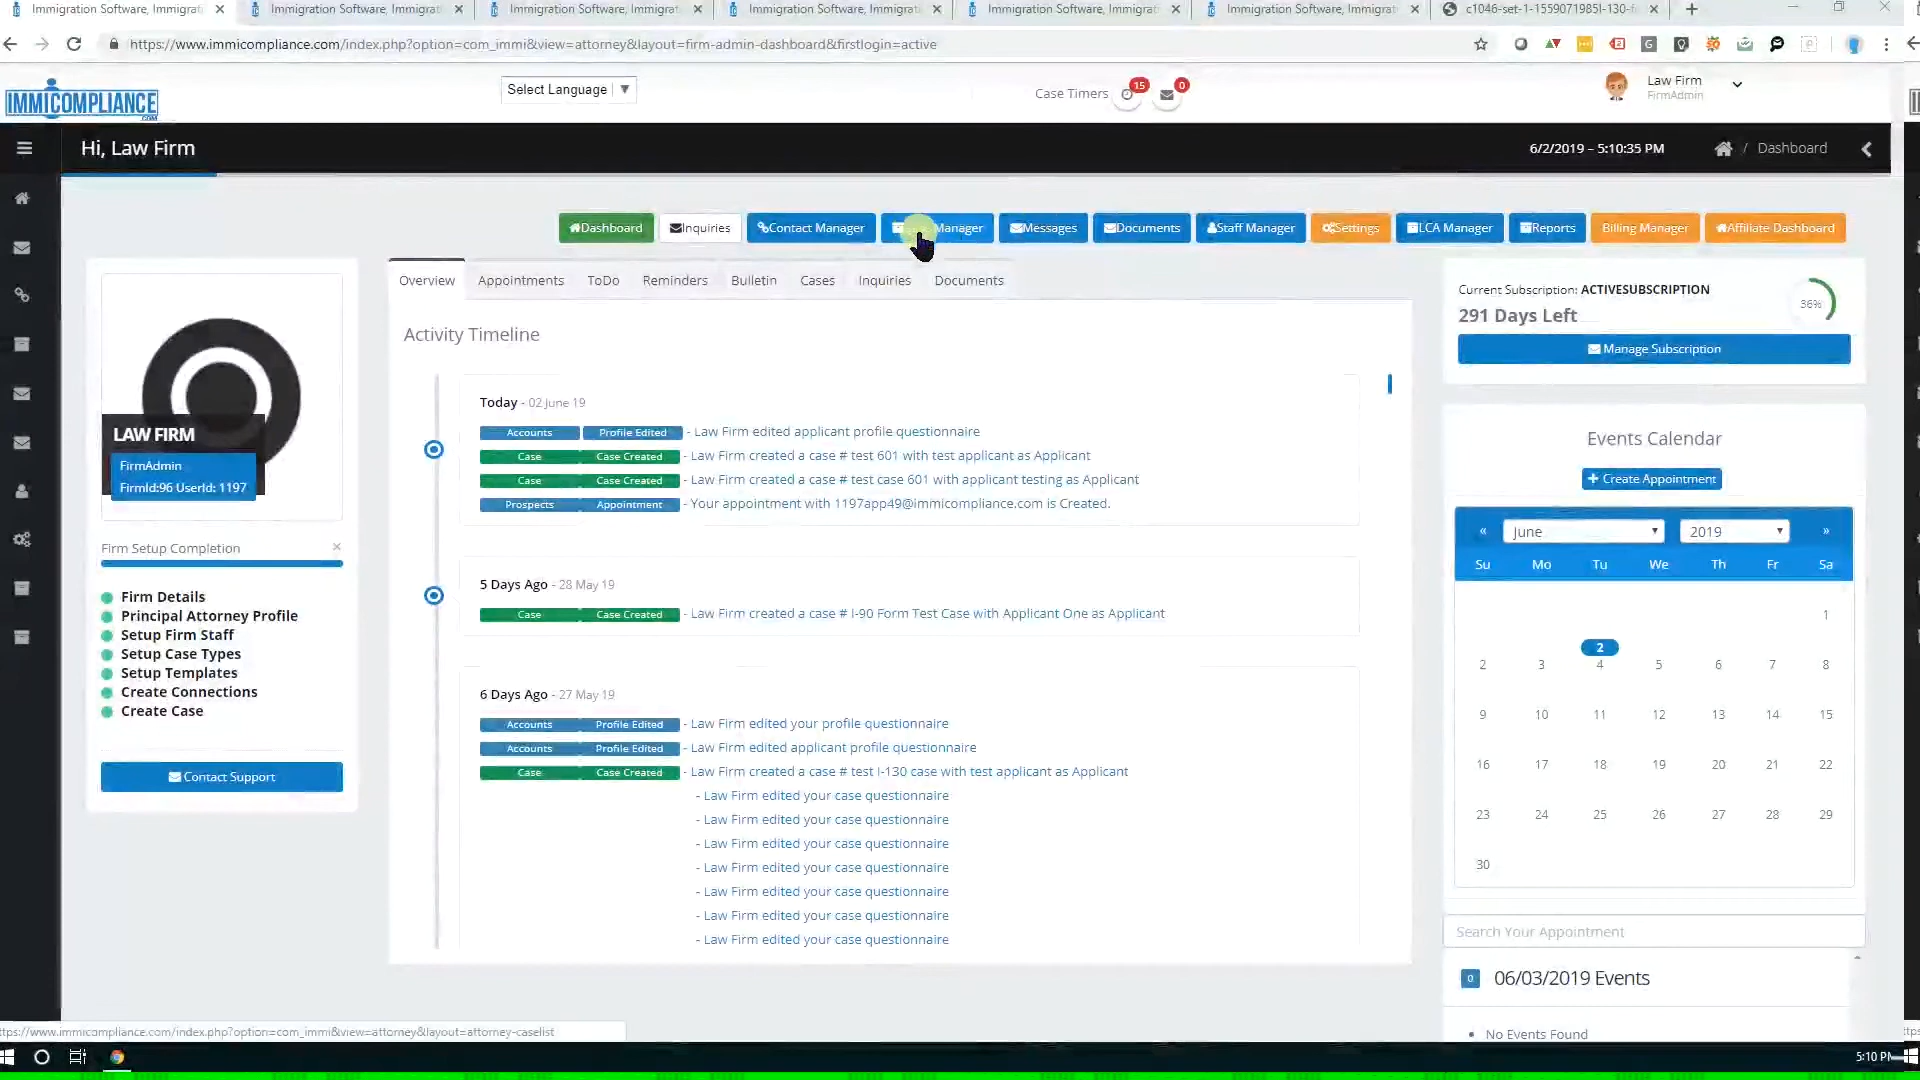 Immigration Software, Immigrat
Immigration Software, Immigrat
Immigration Software, Immigrat
Immigration Software, Immigrat
Immigration Software, Immigrat
Immigration Software, Immigrat
c1046-set-1-1559071985I-130-f
https://www.immicompliance.com/index.php?option=com_immi&view=attorney&layout=firm-admin-dashboard&firstlogin=active
IMMICOMPLIANCE
.COM
Select Language ▼
Case Timers 15 0
Law Firm
FirmAdmin
Hi, Law Firm
6/2/2019 – 5:10:35 PM
/ Dashboard
Dashboard
Inquiries
Contact Manager
Manager
Messages
Documents
Staff Manager
Settings
LCA Manager
Reports
Billing Manager
Affiliate Dashboard
LAW FIRM
FirmAdmin
FirmId:96 UserId: 1197
Firm Setup Completion ×
Firm Details
Principal Attorney Profile
Setup Firm Staff
Setup Case Types
Setup Templates
Create Connections
Create Case
Contact Support
Overview Appointments ToDo Reminders Bulletin Cases Inquiries Documents
Activity Timeline
Today - 02 June 19
Accounts Profile Edited - Law Firm edited applicant profile questionnaire
Case Case Created - Law Firm created a case # test 601 with test applicant as Applicant
Case Case Created - Law Firm created a case # test case 601 with applicant testing as Applicant
Prospects Appointment - Your appointment with 1197app49@immicompliance.com is Created.
5 Days Ago - 28 May 19
Case Case Created - Law Firm created a case # I-90 Form Test Case with Applicant One as Applicant
6 Days Ago - 27 May 19
Accounts Profile Edited - Law Firm edited your profile questionnaire
Accounts Profile Edited - Law Firm edited applicant profile questionnaire
Case Case Created - Law Firm created a case # test I-130 case with test applicant as Applicant
- Law Firm edited your case questionnaire
- Law Firm edited your case questionnaire
- Law Firm edited your case questionnaire
- Law Firm edited your case questionnaire
- Law Firm edited your case questionnaire
- Law Firm edited your case questionnaire
- Law Firm edited your case questionnaire
Current Subscription: ACTIVESUBSCRIPTION
291 Days Left
36%
Manage Subscription
Events Calendar
+ Create Appointment
« June 2019 »
Su Mo Tu We Th Fr Sa
1
2
2 3 4 5 6 7 8
9 10 11 12 13 14 15
16 17 18 19 20 21 22
23 24 25 26 27 28 29
30
Search Your Appointment
0 06/03/2019 Events
No Events Found
ttps://www.immicompliance.com/index.php?option=com_immi&view=attorney&layout=attorney-caselist
5:10 PM